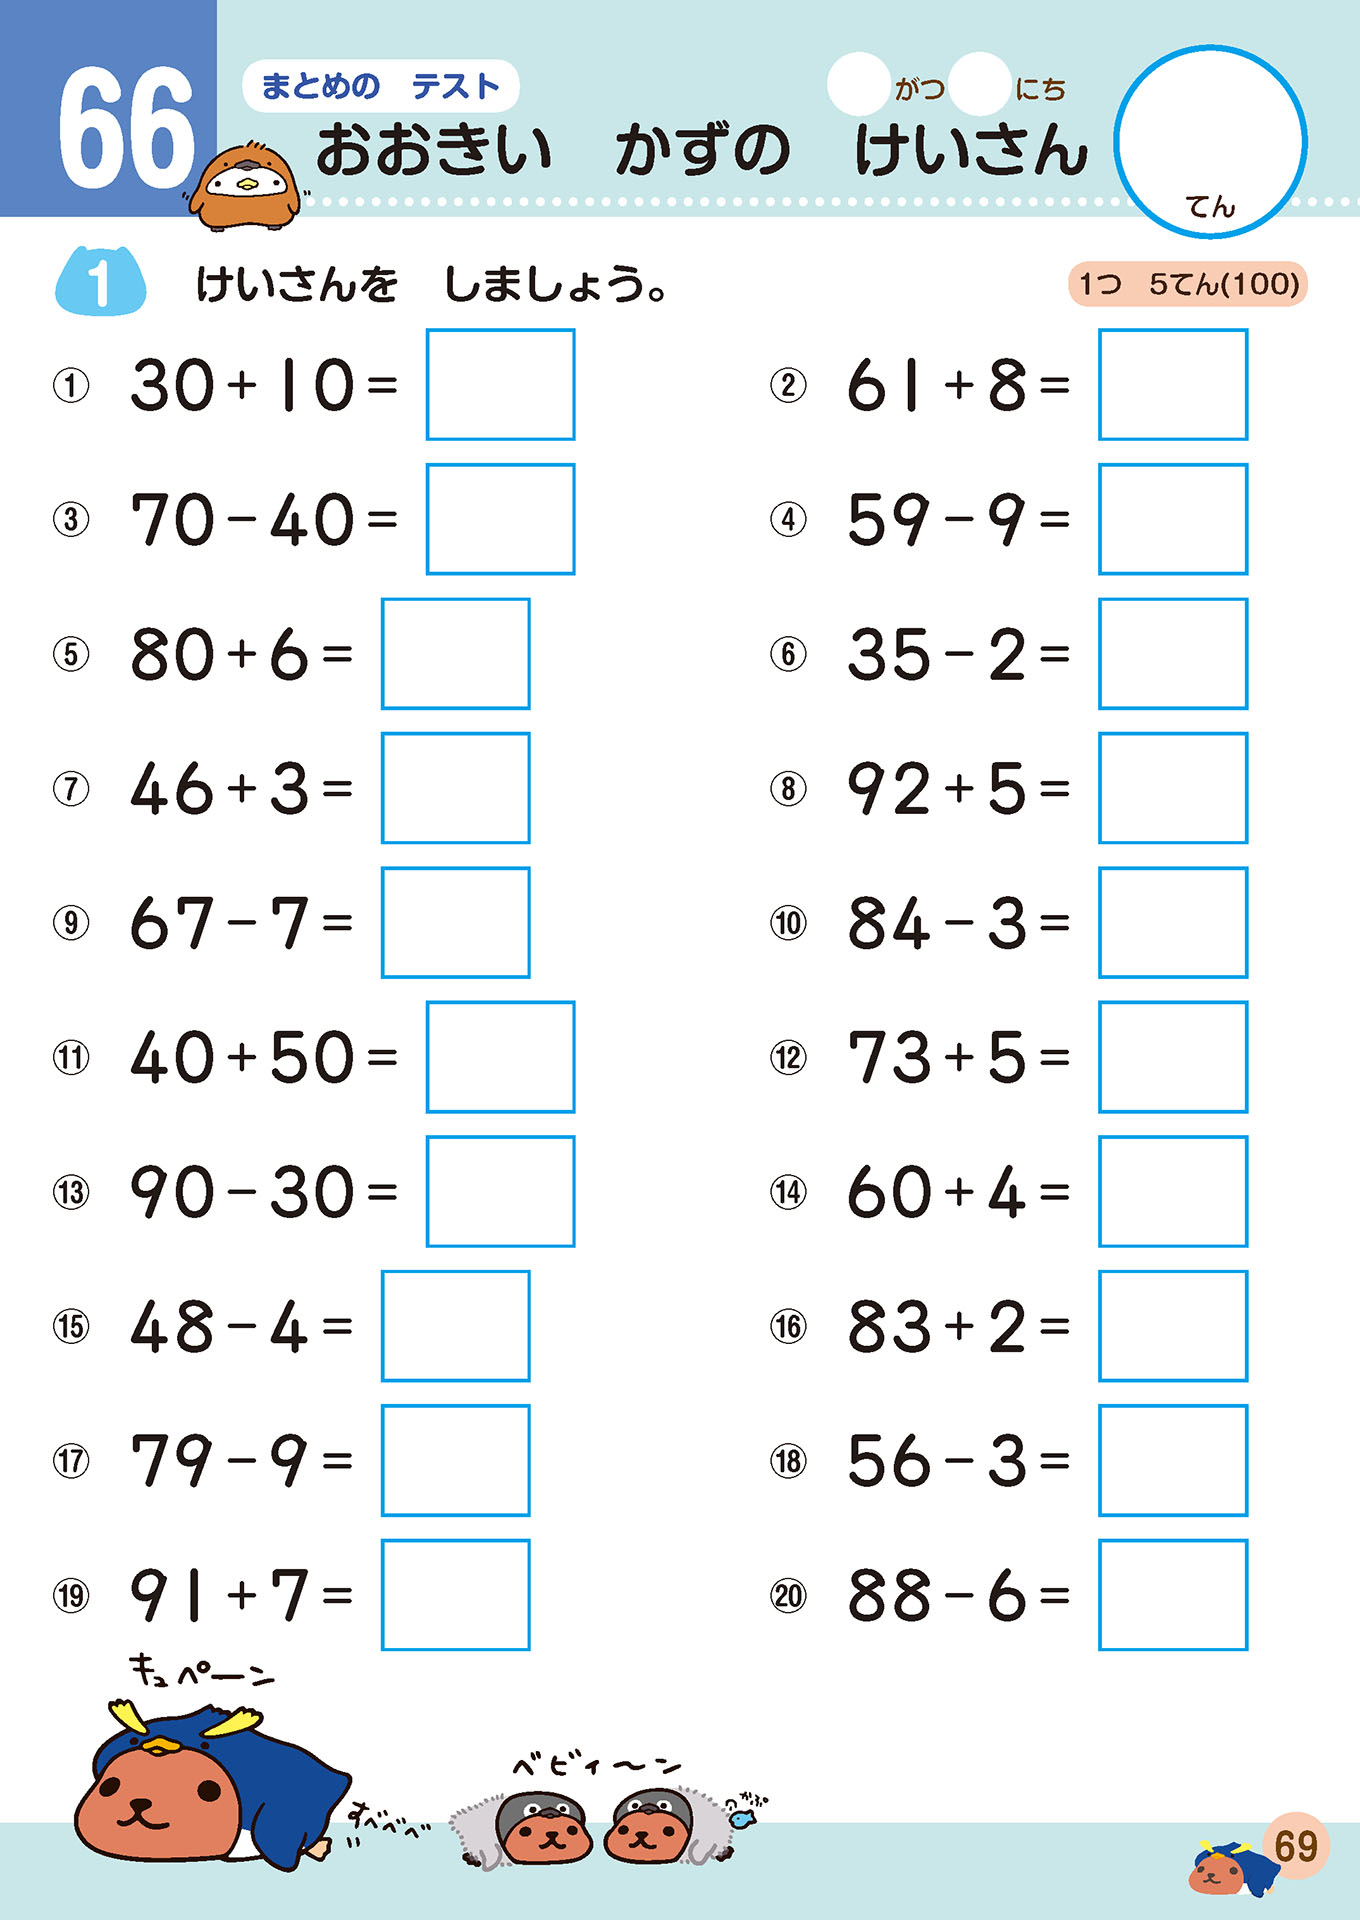 66
まとめの テスト
がつ にち
おおきい かずの けいさん
てん
1 けいさんを しましょう。
1つ 5てん(100)
① 30+10=
② 61+8=
③ 70-40=
④ 59-9=
⑤ 80+6=
⑥ 35-2=
⑦ 46+3=
⑧ 92+5=
⑨ 67-7=
⑩ 84-3=
⑪ 40+50=
⑫ 73+5=
⑬ 90-30=
⑭ 60+4=
⑮ 48-4=
⑯ 83+2=
⑰ 79-9=
⑱ 56-3=
⑲ 91+7=
⑳ 88-6=
キュペーン
ベビィ〜ン
すべべべ
かぷ
69